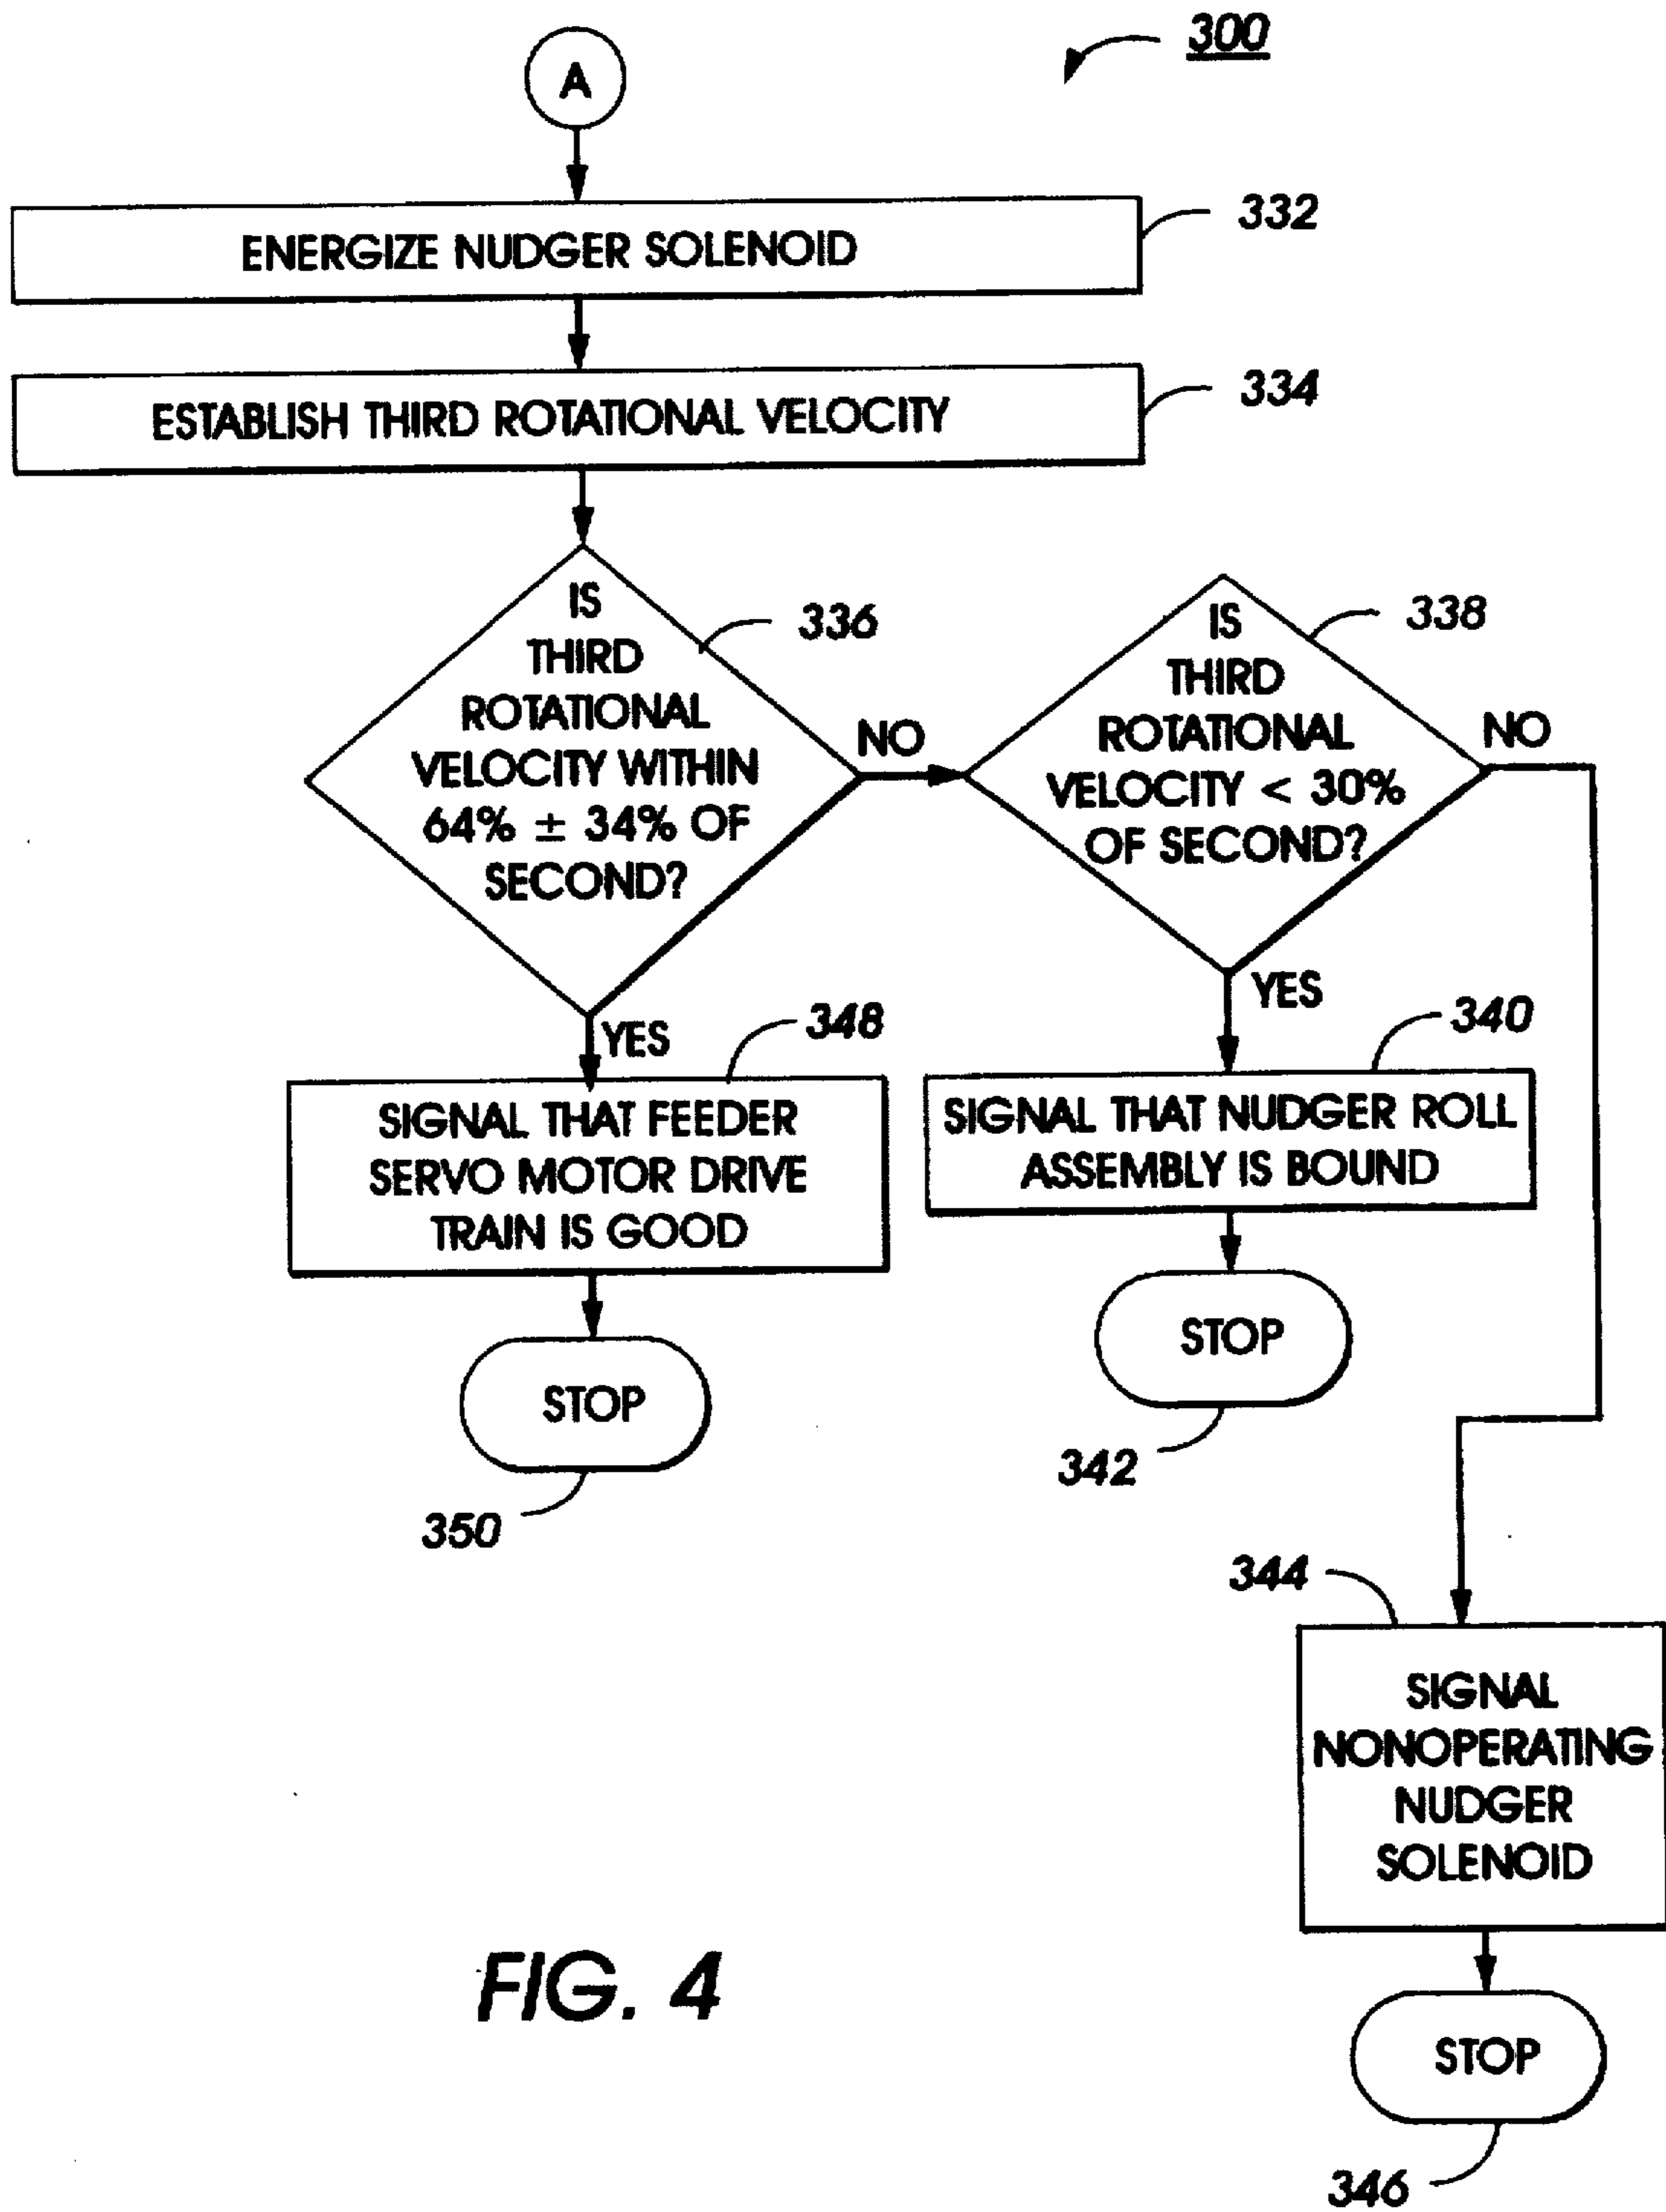 300
A
332
ENERGIZE NUDGER SOLENOID
334
ESTABLISH THIRD ROTATIONAL VELOCITY
336
IS
THIRD
ROTATIONAL
VELOCITY WITHIN
64% ± 34% OF
SECOND?
NO
338
IS
THIRD
ROTATIONAL
VELOCITY < 30%
OF SECOND?
NO
YES
348
SIGNAL THAT FEEDER
SERVO MOTOR DRIVE
TRAIN IS GOOD
STOP
350
YES
340
SIGNAL THAT NUDGER ROLL
ASSEMBLY IS BOUND
STOP
342
344
SIGNAL
NONOPERATING
NUDGER
SOLENOID
STOP
346
FIG. 4